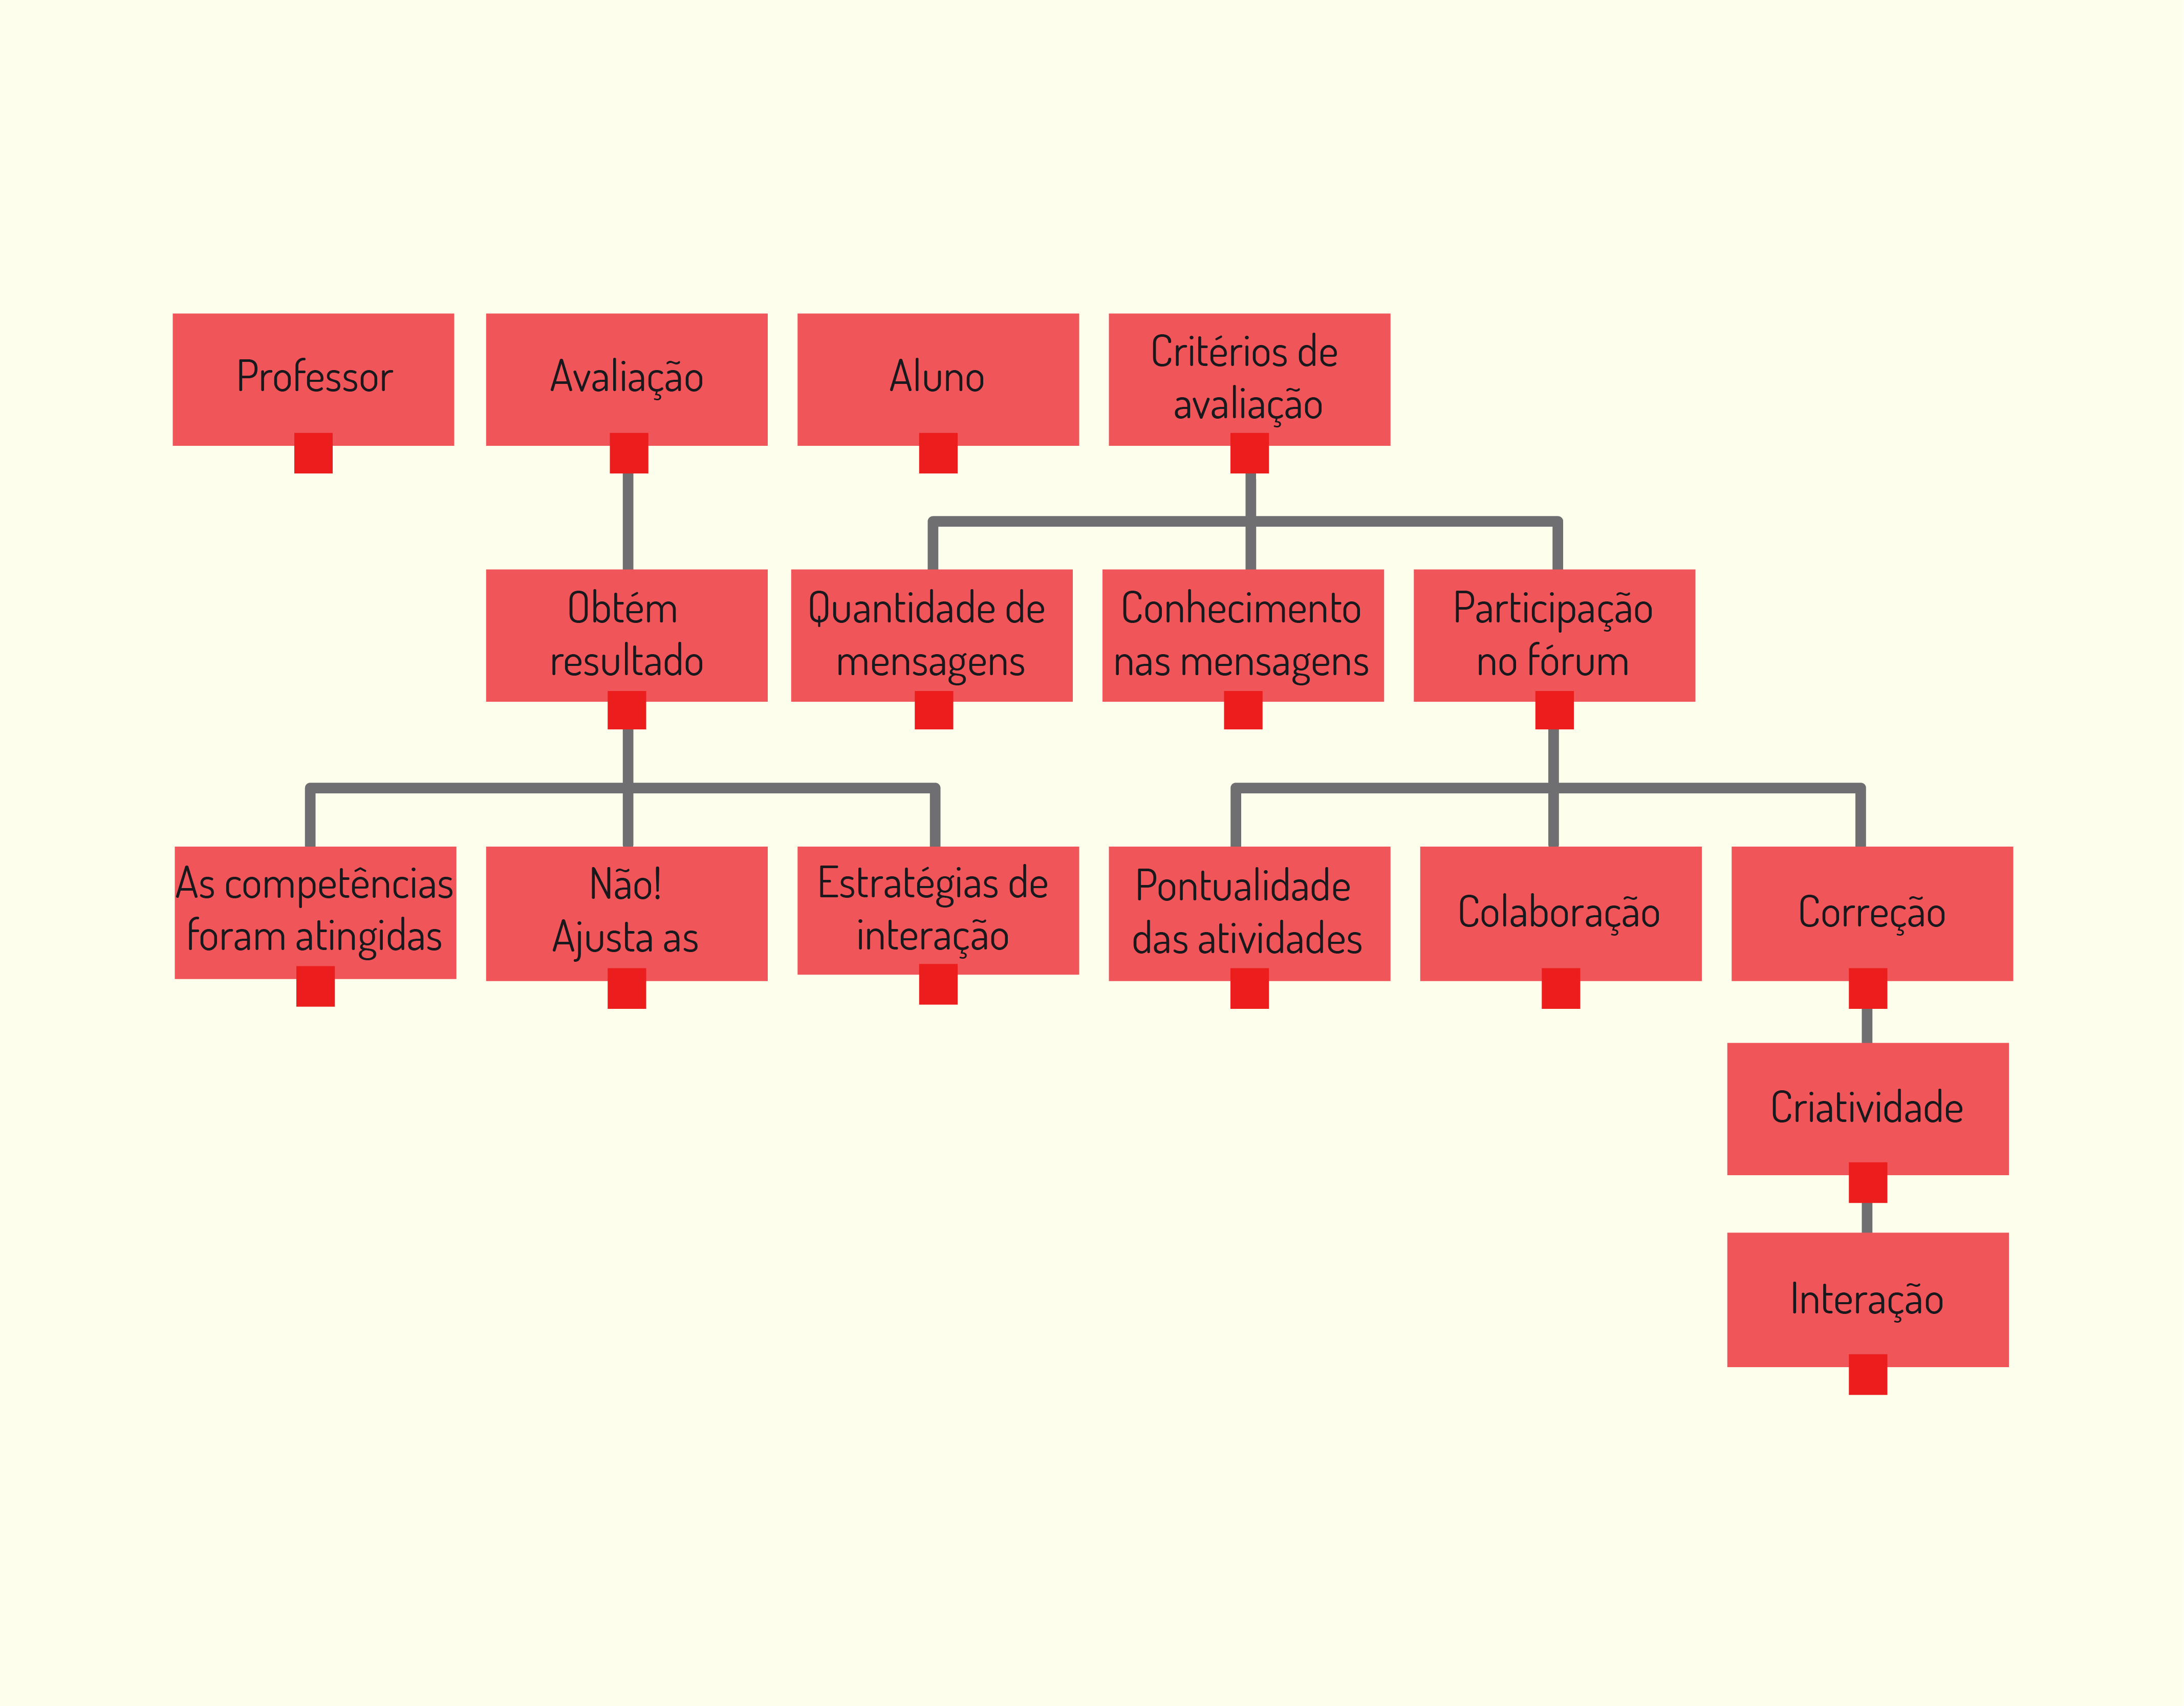 Professor
Avaliação
Aluno
Critérios de
avaliação
Obtém
resultado
Quantidade de
mensagens
Conhecimento
nas mensagens
Participação
no fórum
As competências
foram atingidas
Não!
Ajusta as
Estratégias de
interação
Pontualidade
das atividades
Colaboração
Correção
Criatividade
Interação